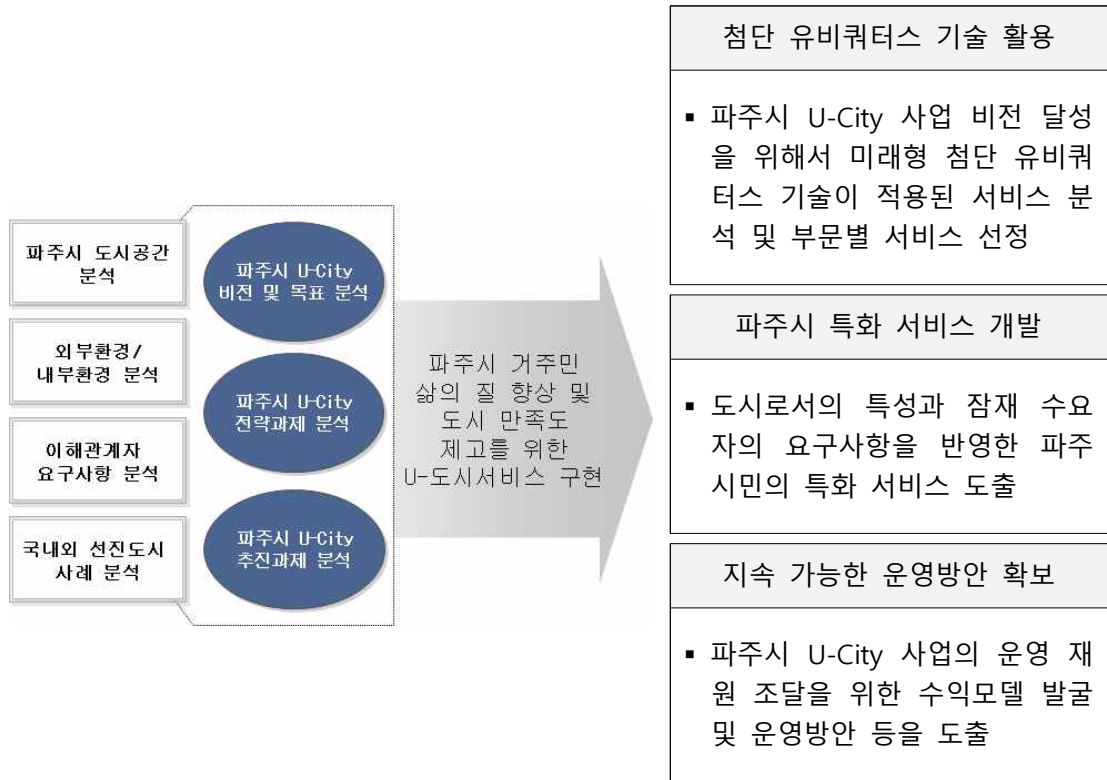 파주시 도시공간
분석
외부환경/
내부환경 분석
이해관계자
요구사항 분석
국내외 선진도시
사례 분석
파주시 U-City
비전 및 목표 분석
파주시 U-City
전략과제 분석
파주시 U-City
추진과제 분석
파주시 거주민
삶의 질 향상 및
도시 만족도
제고를 위한
U-도시서비스 구현
첨단 유비쿼터스 기술 활용
▪ 파주시 U-City 사업 비전 달성
을 위해서 미래형 첨단 유비쿼
터스 기술이 적용된 서비스 분
석 및 부문별 서비스 선정
파주시 특화 서비스 개발
▪ 도시로서의 특성과 잠재 수요
자의 요구사항을 반영한 파주
시민의 특화 서비스 도출
지속 가능한 운영방안 확보
▪ 파주시 U-City 사업의 운영 재
원 조달을 위한 수익모델 발굴
및 운영방안 등을 도출